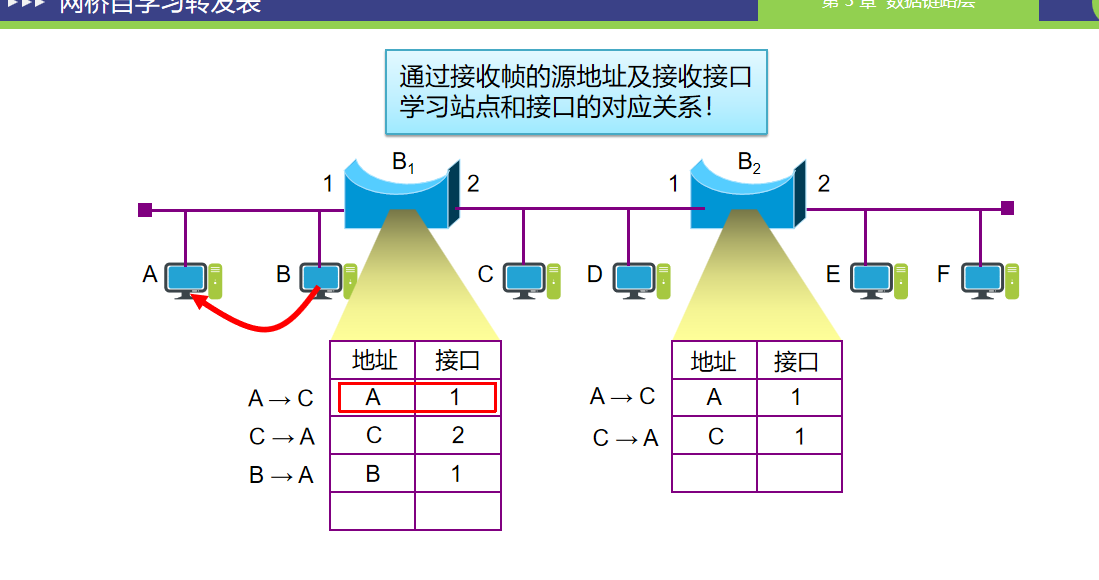 ▸▸▸ 网桥自学习转发表
第 3 章 数据链路层
通过接收帧的源地址及接收接口
学习站点和接口的对应关系！
B1
B2
1
2
1
2
A
B
C
D
E
F
地址 接口
A → C A 1
C → A C 2
B → A B 1
地址 接口
A → C A 1
C → A C 1